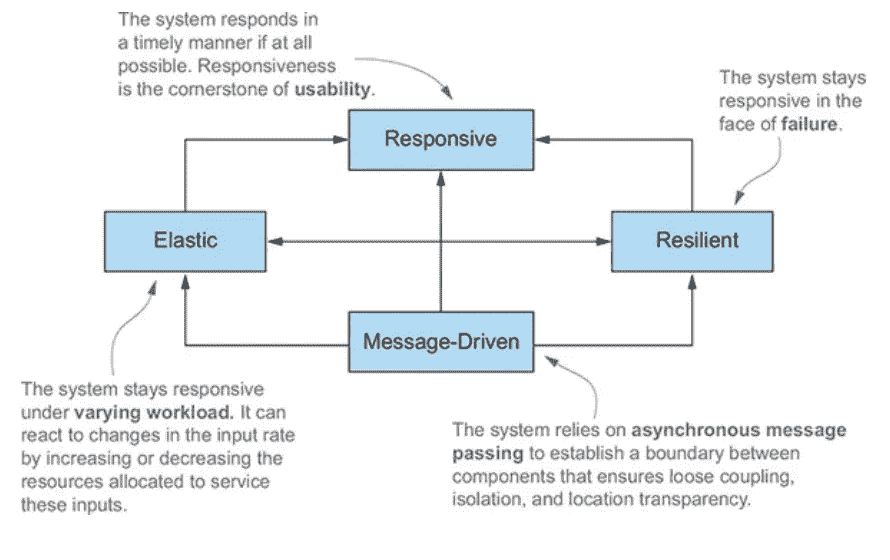 The system responds in
a timely manner if at all
possible. Responsiveness
is the cornerstone of usability.
The system stays
responsive in the
face of failure.
Responsive
Elastic
Resilient
Message-Driven
The system stays responsive
under varying workload. It can
react to changes in the input rate
by increasing or decreasing the
resources allocated to service
these inputs.
The system relies on asynchronous message
passing to establish a boundary between
components that ensures loose coupling,
isolation, and location transparency.